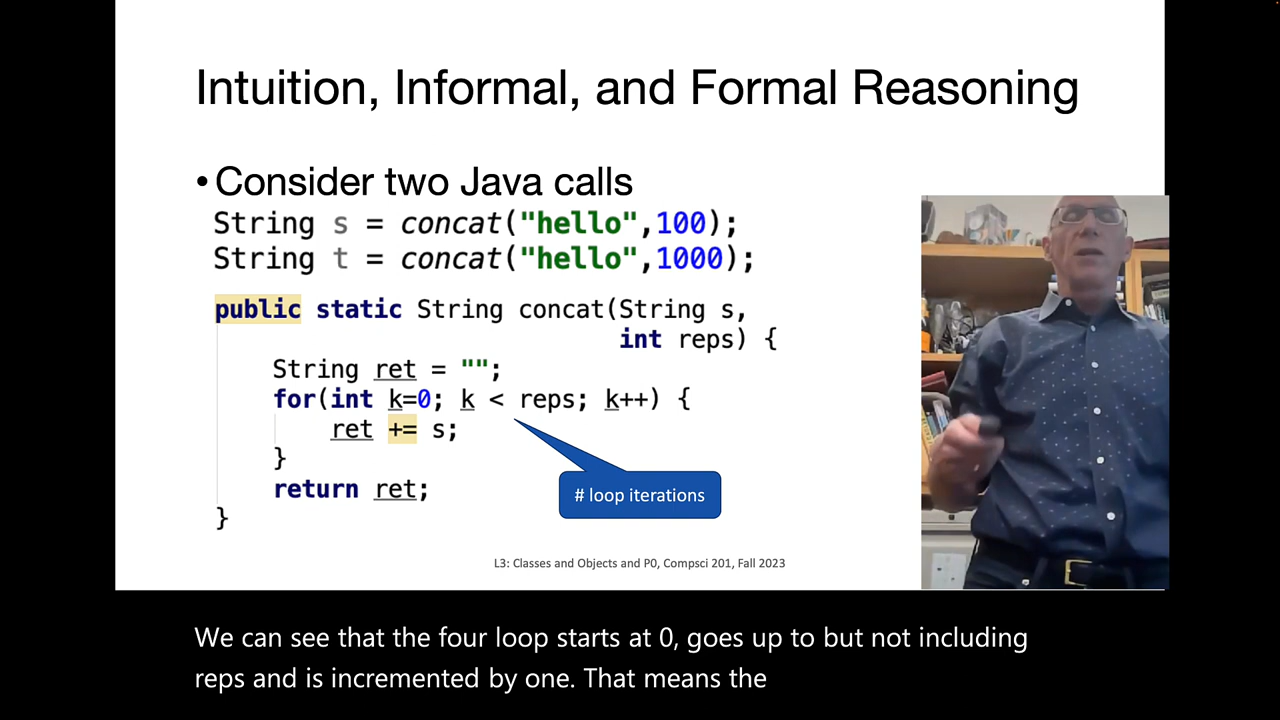 Intuition, Informal, and Formal Reasoning
• Consider two Java calls
String s = concat("hello",100);
String t = concat("hello",1000);
public static String concat(String s,
int reps) {
String ret = "";
for(int k=0; k < reps; k++) {
ret += s;
}
return ret;
}
# loop iterations
L3: Classes and Objects and P0, Compsci 201, Fall 2023
We can see that the four loop starts at 0, goes up to but not including
reps and is incremented by one. That means the